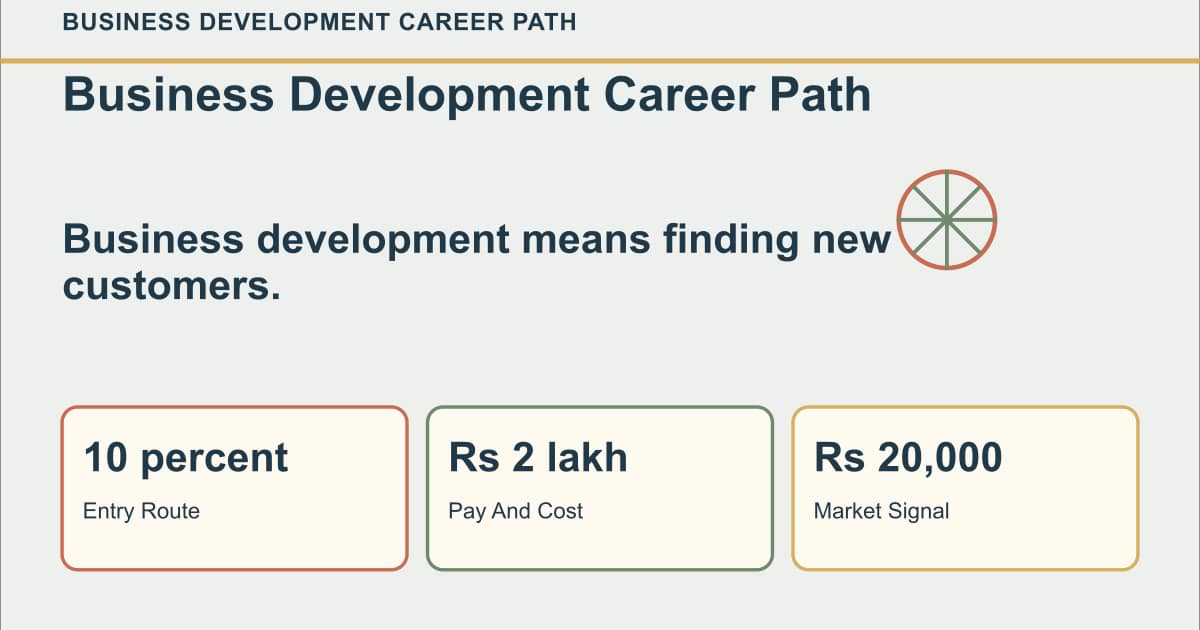 BUSINESS DEVELOPMENT CAREER PATH
Business Development Career Path
Business development means finding new
customers.
10 percent
Entry Route
Rs 2 lakh
Pay And Cost
Rs 20,000
Market Signal